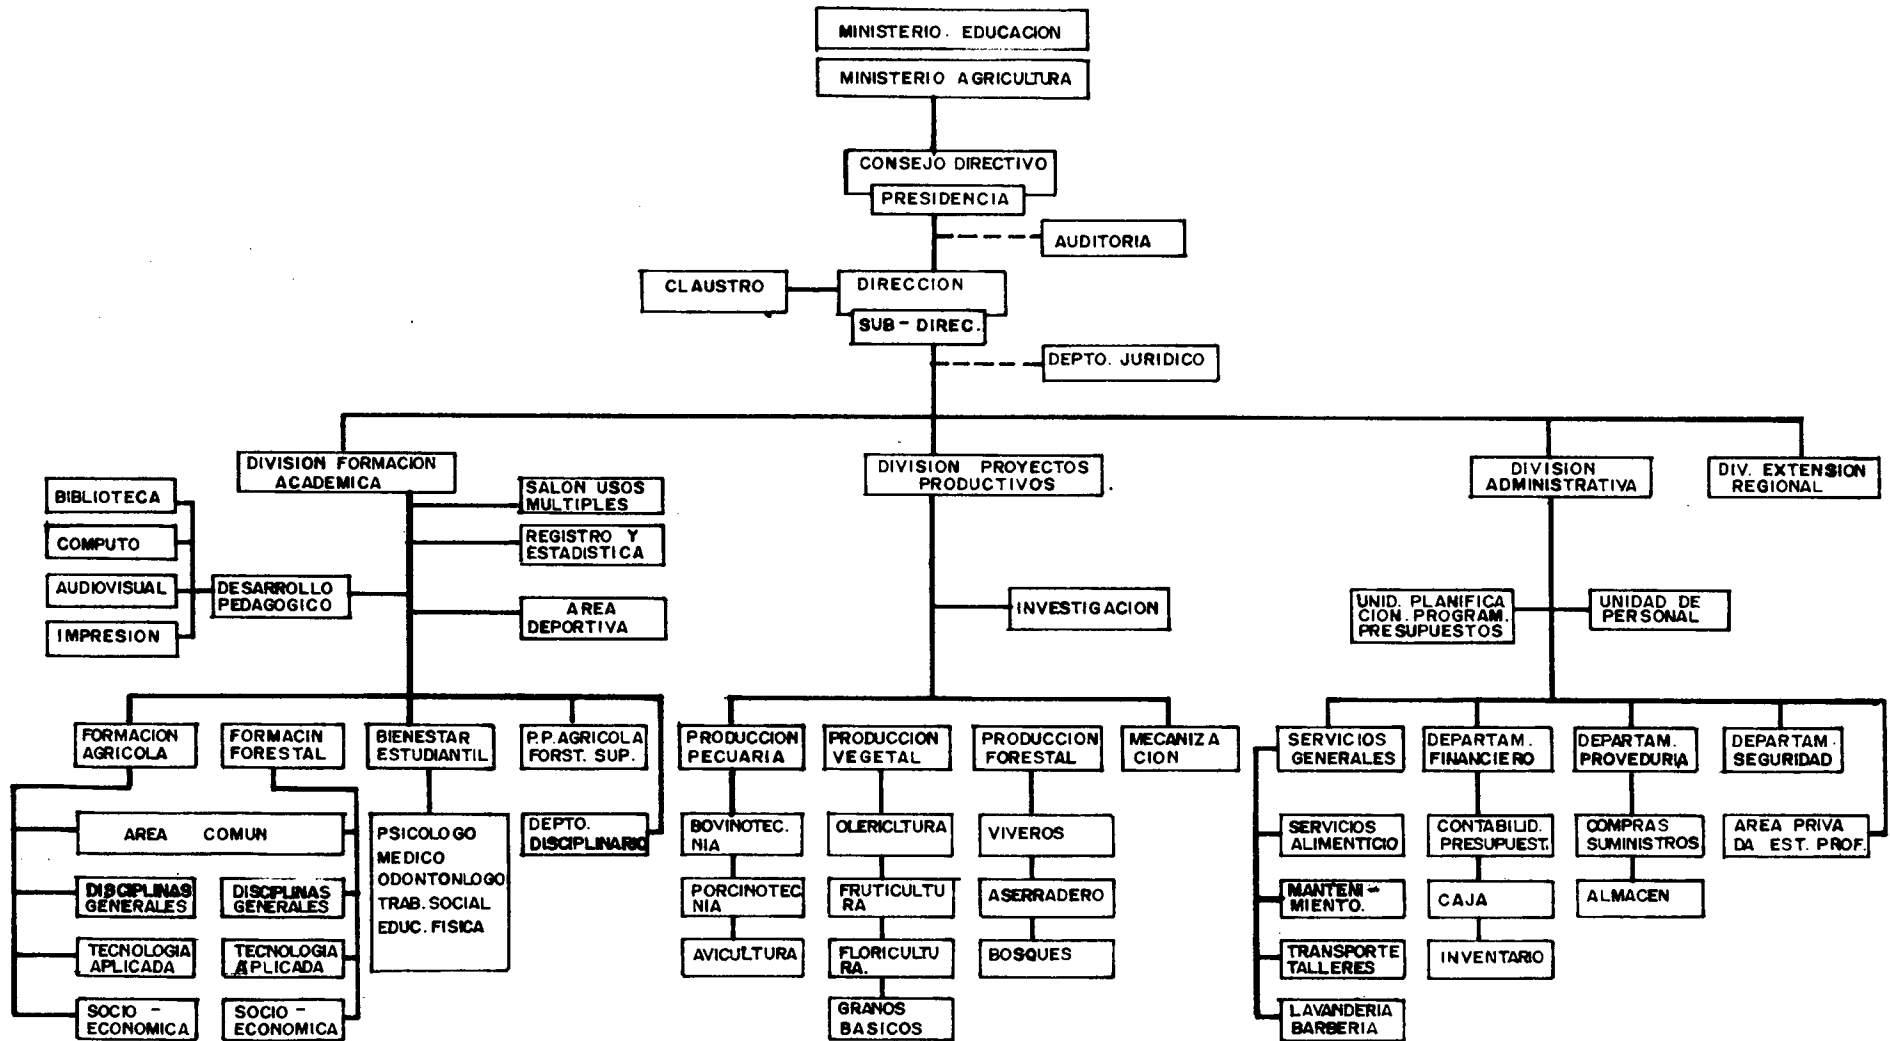 MINISTERIO. EDUCACION
MINISTERIO AGRICULTURA
CONSEJO DIRECTIVO
PRESIDENCIA
AUDITORIA
CLAUSTRO
DIRECCION
SUB-DIREC.
DEPTO. JURIDICO
DIVISION FORMACION
ACADEMICA
DIVISION PROYECTOS
PRODUCTIVOS
DIVISION
ADMINISTRATIVA
DIV. EXTENSION
REGIONAL
BIBLIOTECA
COMPUTO
AUDIOVISUAL
IMPRESION
DESARROLLO
PEDAGOGICO
SALON USOS
MULTIPLES
REGISTRO Y
ESTADISTICA
AREA
DEPORTIVA
INVESTIGACION
UNID. PLANIFICA
CION. PROGRAM.
PRESUPUESTOS
UNIDAD DE
PERSONAL
FORMACION
AGRICOLA
FORMACIN
FORESTAL
BIENESTAR
ESTUDIANTIL
P.P. AGRICOLA
FORST. SUP.
PRODUCCION
PECUARIA
PRODUCCION
VEGETAL
PRODUCCION
FORESTAL
MECANIZA
CION
SERVICIOS
GENERALES
DEPARTAM.
FINANCIERO
DEPARTAM.
PROVEDURIA
DEPARTAM.
SEGURIDAD
AREA COMUN
DISCIPLINAS
GENERALES
DISCIPLINAS
GENERALES
TECNOLOGIA
APLICADA
TECNOLOGIA
APLICADA
SOCIO-
ECONOMICA
SOCIO-
ECONOMICA
PSICOLOGO
MEDICO
ODONTONLOGO
TRAB. SOCIAL
EDUC. FISICA
DEPTO.
DISCIPLINARIO
BOVINOTEC.
NIA
PORCINOTEC
NIA
AVICULTURA
OLERICLTURA
FRUTICULTU
RA
FLORICULTU
RA.
GRANOS
BASICOS
VIVEROS
ASERRADERO
BOSQUES
SERVICIOS
ALIMENTICIO
MANTENI-
MIENTO.
TRANSPORTE
TALLERES
LAVANDERIA
BARBERIA
CONTABILID.
PRESUPUEST.
CAJA
INVENTARIO
COMPRAS
SUMINISTROS
ALMACEN
AREA PRIVA
DA EST. PROF.